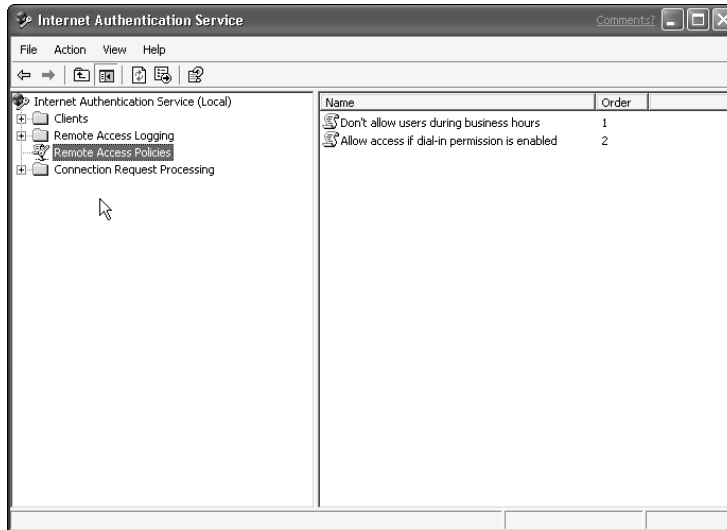 Internet Authentication Service Comments?
File Action View Help
Internet Authentication Service (Local)
Clients
Remote Access Logging
Remote Access Policies
Connection Request Processing
Name Order
Don't allow users during business hours 1
Allow access if dial-in permission is enabled 2